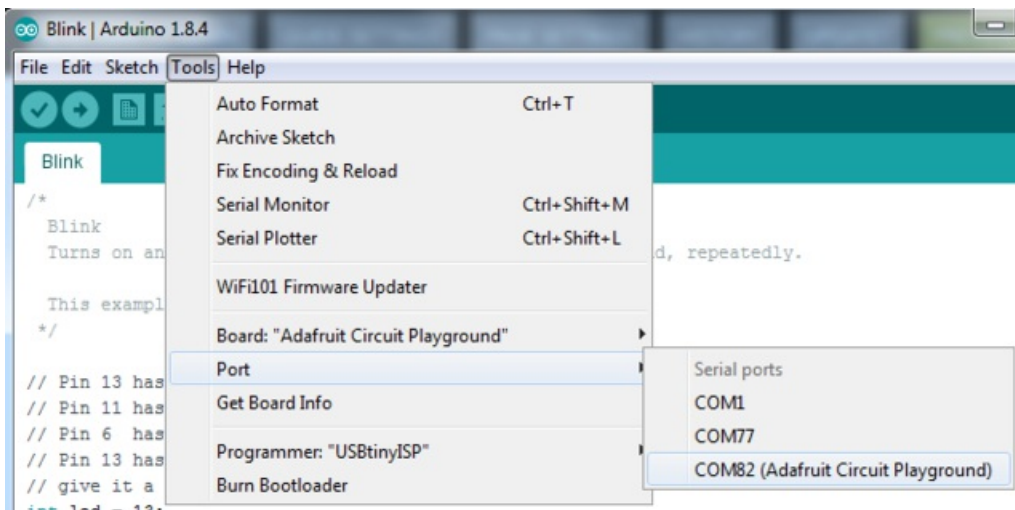 Blink | Arduino 1.8.4
File Edit Sketch Tools Help
Blink
Auto Format Ctrl+T
Archive Sketch
Fix Encoding & Reload
Serial Monitor Ctrl+Shift+M
Serial Plotter Ctrl+Shift+L
WiFi101 Firmware Updater
Board: "Adafruit Circuit Playground"
Port
Get Board Info
Programmer: "USBtinyISP"
Burn Bootloader
Serial ports
COM1
COM77
COM82 (Adafruit Circuit Playground)
/*
Blink
Turns on an
d, repeatedly.
This exampl
*/
// Pin 13 has
// Pin 11 has
// Pin 6 has
// Pin 13 has
// give it a
int led = 13;